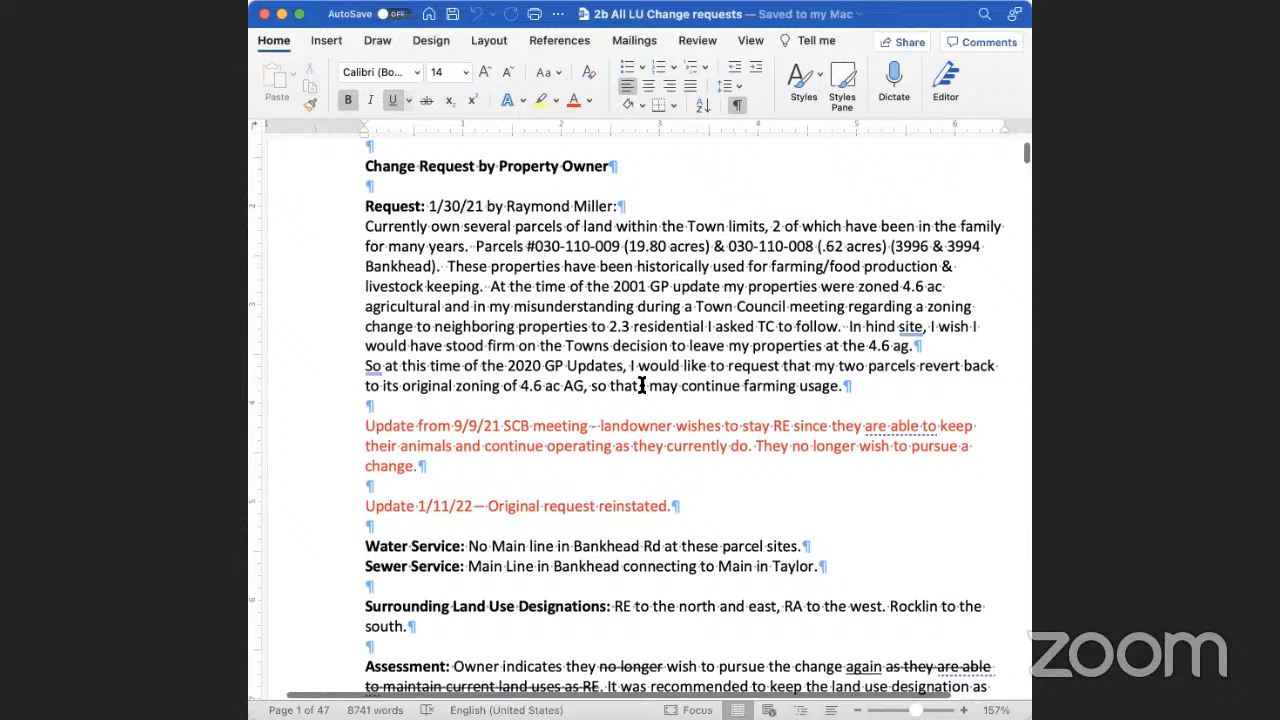 AutoSave OFF 2b All LU Change requests — Saved to my Mac
Home Insert Draw Design Layout References Mailings Review View Tell me Share Comments
Paste Calibri (Bo... 14 Styles Styles Pane Dictate Editor
1 1 2 3 4 5 6
Change Request by Property Owner¶
Request: 1/30/21 by Raymond Miller:¶
Currently own several parcels of land within the Town limits, 2 of which have been in the family
for many years. Parcels #030-110-009 (19.80 acres) & 030-110-008 (.62 acres) (3996 & 3994
Bankhead). These properties have been historically used for farming/food production &
livestock keeping. At the time of the 2001 GP update my properties were zoned 4.6 ac
agricultural and in my misunderstanding during a Town Council meeting regarding a zoning
change to neighboring properties to 2.3 residential I asked TC to follow. In hind site, I wish I
would have stood firm on the Towns decision to leave my properties at the 4.6 ag.¶
So at this time of the 2020 GP Updates, I would like to request that my two parcels revert back
to its original zoning of 4.6 ac AG, so that I may continue farming usage.¶
Update from 9/9/21 SCB meeting - landowner wishes to stay RE since they are able to keep
their animals and continue operating as they currently do. They no longer wish to pursue a
change.¶
Update 1/11/22— Original request reinstated.¶
Water Service: No Main line in Bankhead Rd at these parcel sites.¶
Sewer Service: Main Line in Bankhead connecting to Main in Taylor.¶
Surrounding Land Use Designations: RE to the north and east, RA to the west. Rocklin to the
south.¶
Assessment: Owner indicates they no longer wish to pursue the change again as they are able
to maintain current land uses as RE. It was recommended to keep the land use designation as
Page 1 of 47 8741 words English (United States) Focus 157%
zoom